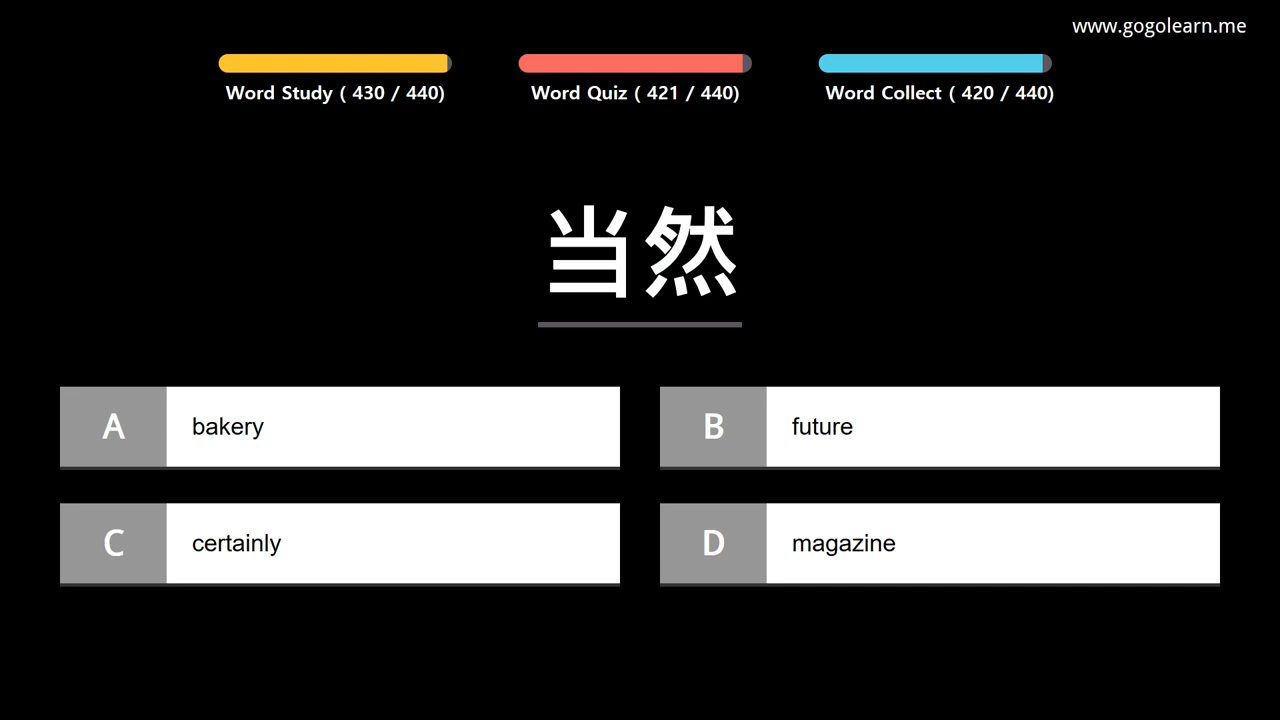 www.gogolearn.me
Word Study ( 430 / 440)
Word Quiz ( 421 / 440)
Word Collect ( 420 / 440)
当然
A bakery
B future
C certainly
D magazine